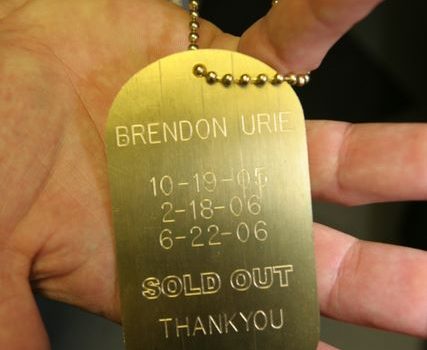 BRENDON URIE
10-19-05
2-18-06
6-22-06
SOLD OUT
THANKYOU